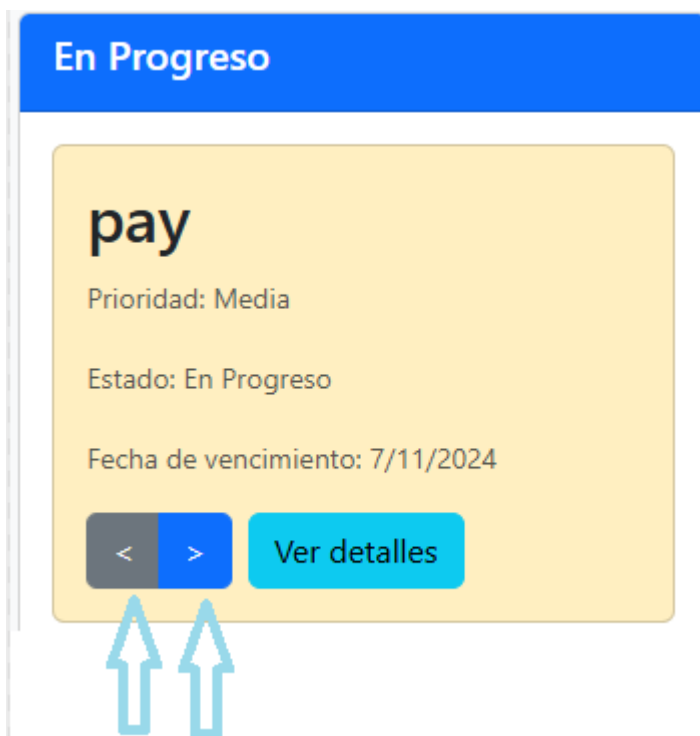 En Progreso
pay
Prioridad: Media
Estado: En Progreso
Fecha de vencimiento: 7/11/2024
< > Ver detalles